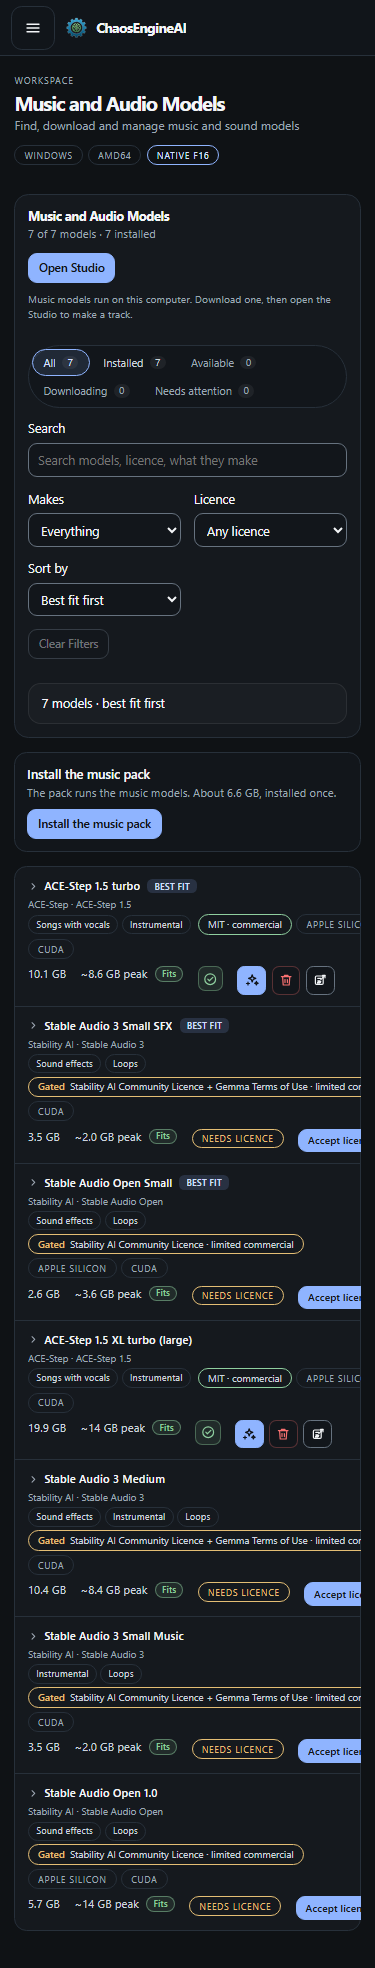 ChaosEngineAI
WORKSPACE
Music and Audio Models
Find, download and manage music and sound models
WINDOWS AMD64 NATIVE F16
Music and Audio Models
7 of 7 models · 7 installed
Open Studio
Music models run on this computer. Download one, then open the
Studio to make a track.
All 7 Installed 7 Available 0
Downloading 0 Needs attention 0
Search
Search models, licence, what they make
Makes Licence
Everything Any licence
Sort by
Best fit first
Clear Filters
7 models · best fit first
Install the music pack
The pack runs the music models. About 6.6 GB, installed once.
Install the music pack
ACE-Step 1.5 turbo BEST FIT
ACE-Step · ACE-Step 1.5
Songs with vocals Instrumental MIT · commercial APPLE SILIC
CUDA
10.1 GB ~8.6 GB peak Fits
Stable Audio 3 Small SFX BEST FIT
Stability AI · Stable Audio 3
Sound effects Loops
Gated Stability AI Community Licence + Gemma Terms of Use · limited cor
CUDA
3.5 GB ~2.0 GB peak Fits NEEDS LICENCE Accept licen
Stable Audio Open Small BEST FIT
Stability AI · Stable Audio Open
Sound effects Loops
Gated Stability AI Community Licence · limited commercial
APPLE SILICON CUDA
2.6 GB ~3.6 GB peak Fits NEEDS LICENCE Accept licen
ACE-Step 1.5 XL turbo (large)
ACE-Step · ACE-Step 1.5
Songs with vocals Instrumental MIT · commercial APPLE SILIC
CUDA
19.9 GB ~14 GB peak Fits
Stable Audio 3 Medium
Stability AI · Stable Audio 3
Sound effects Instrumental Loops
Gated Stability AI Community Licence + Gemma Terms of Use · limited cor
CUDA
10.4 GB ~8.4 GB peak Fits NEEDS LICENCE Accept lice
Stable Audio 3 Small Music
Stability AI · Stable Audio 3
Instrumental Loops
Gated Stability AI Community Licence + Gemma Terms of Use · limited cor
CUDA
3.5 GB ~2.0 GB peak Fits NEEDS LICENCE Accept licen
Stable Audio Open 1.0
Stability AI · Stable Audio Open
Sound effects Loops
Gated Stability AI Community Licence · limited commercial
APPLE SILICON CUDA
5.7 GB ~14 GB peak Fits NEEDS LICENCE Accept licen